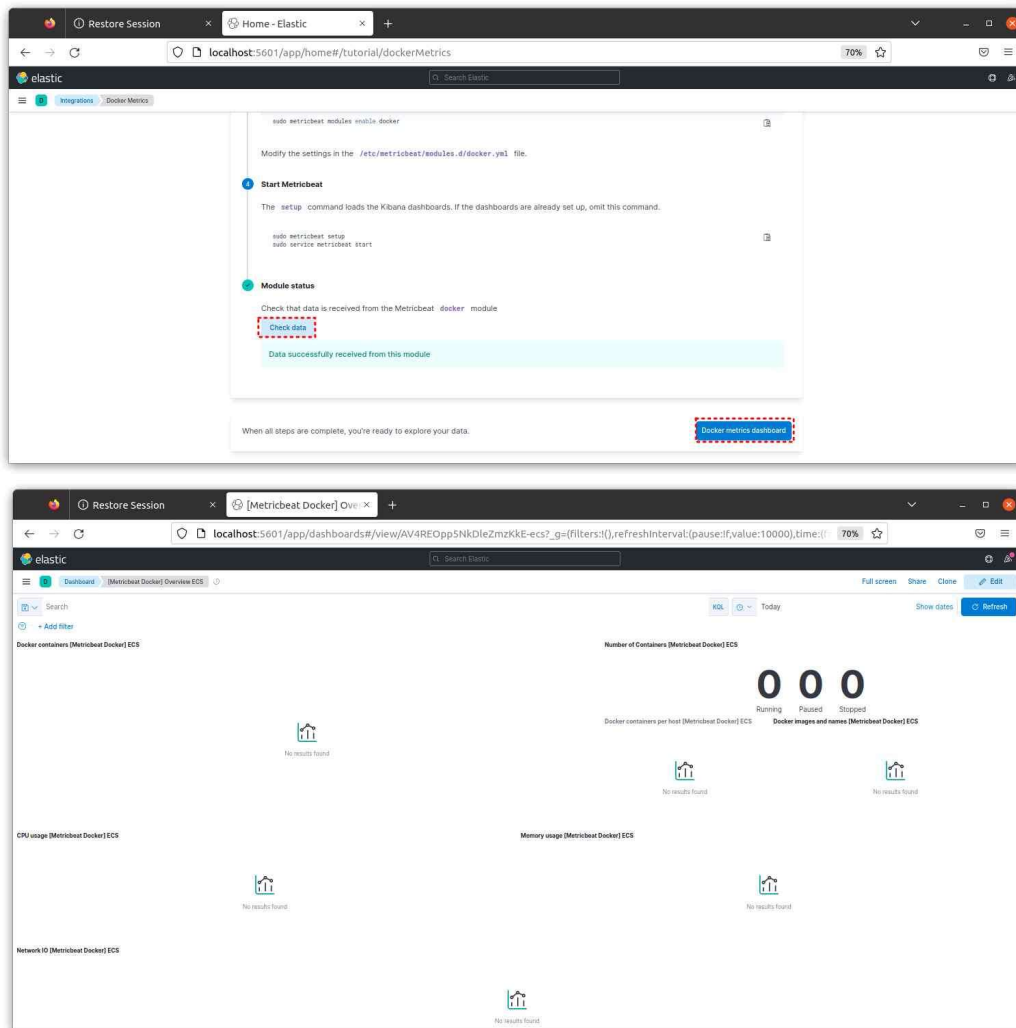 Restore Session
Home - Elastic
localhost:5601/app/home#/tutorial/dockerMetrics
70%
elastic
Search Elastic
D
Integrations
Docker Metrics
sudo metricbeat modules enable docker
Modify the settings in the /etc/metricbeat/modules.d/docker.yml file.
4
Start Metricbeat
The setup command loads the Kibana dashboards. If the dashboards are already set up, omit this command.
sudo metricbeat setup
sudo service metricbeat start
Module status
Check that data is received from the Metricbeat docker module
Check data
Data successfully received from this module
When all steps are complete, you're ready to explore your data.
Docker metrics dashboard
Restore Session
[Metricbeat Docker] Ove
localhost:5601/app/dashboards#/view/AV4REOpp5NkDleZmzKkE-ecs?_g=(filters:!(),refreshInterval:(pause:!f,value:10000),time:(f
70%
elastic
Search Elastic
D
Dashboard
[Metricbeat Docker] Overview ECS
Full screen
Share
Clone
Edit
Search
KQL
Today
Show dates
Refresh
+ Add filter
Docker containers [Metricbeat Docker] ECS
Number of Containers [Metricbeat Docker] ECS
0 0 0
Running Paused Stopped
Docker containers per host [Metricbeat Docker] ECS
Docker images and names [Metricbeat Docker] ECS
No results found
No results found
No results found
CPU usage [Metricbeat Docker] ECS
Memory usage [Metricbeat Docker] ECS
No results found
No results found
Network IO [Metricbeat Docker] ECS
No results found